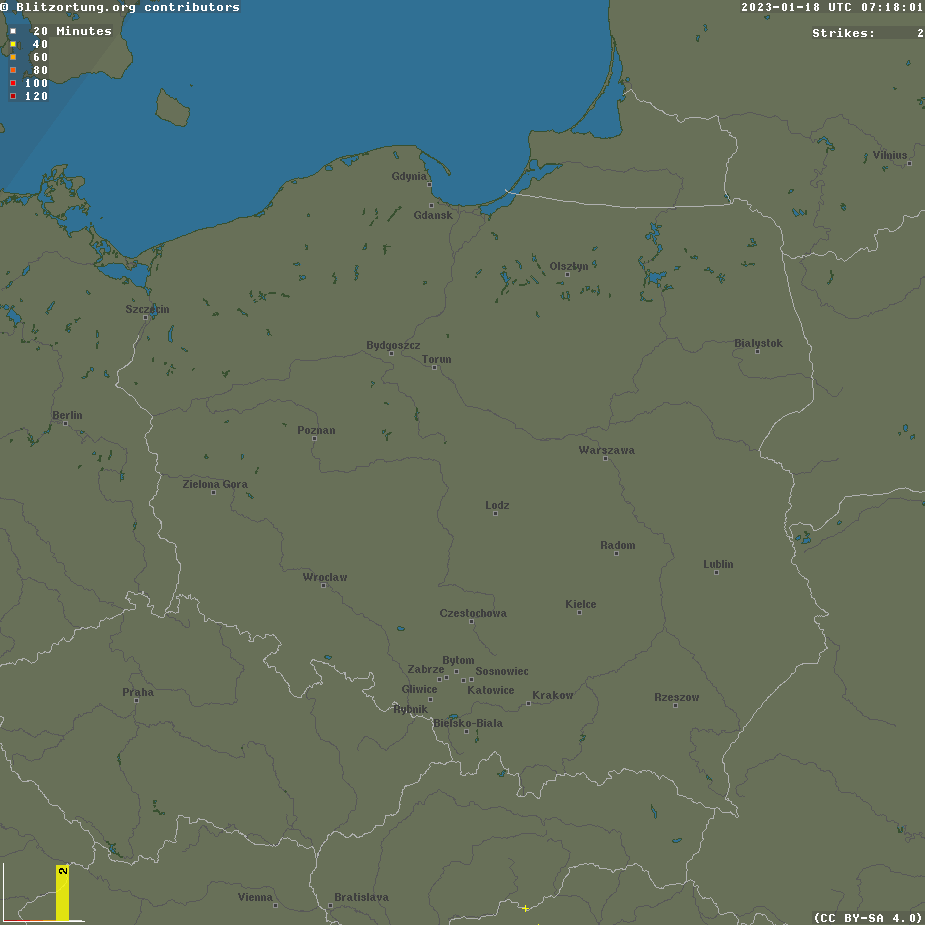 © Blitzortung.org contributors
2023-01-18 UTC 07:18:01
Strikes: 2
20 Minutes
40
60
80
100
120
Vilnius
Gdynia
Gdansk
Olsztyn
Szczecin
Bydgoszcz
Torun
Bialystok
Berlin
Poznan
Warszawa
Zielona Gora
Lodz
Radom
Lublin
Wroclaw
Kielce
Czestochowa
Bytom
Zabrze
Sosnowiec
Gliwice
Katowice
Praha
Krakow
Rzeszow
Rybnik
Bielsko-Biala
2
Vienna
Bratislava
(CC BY-SA 4.0)